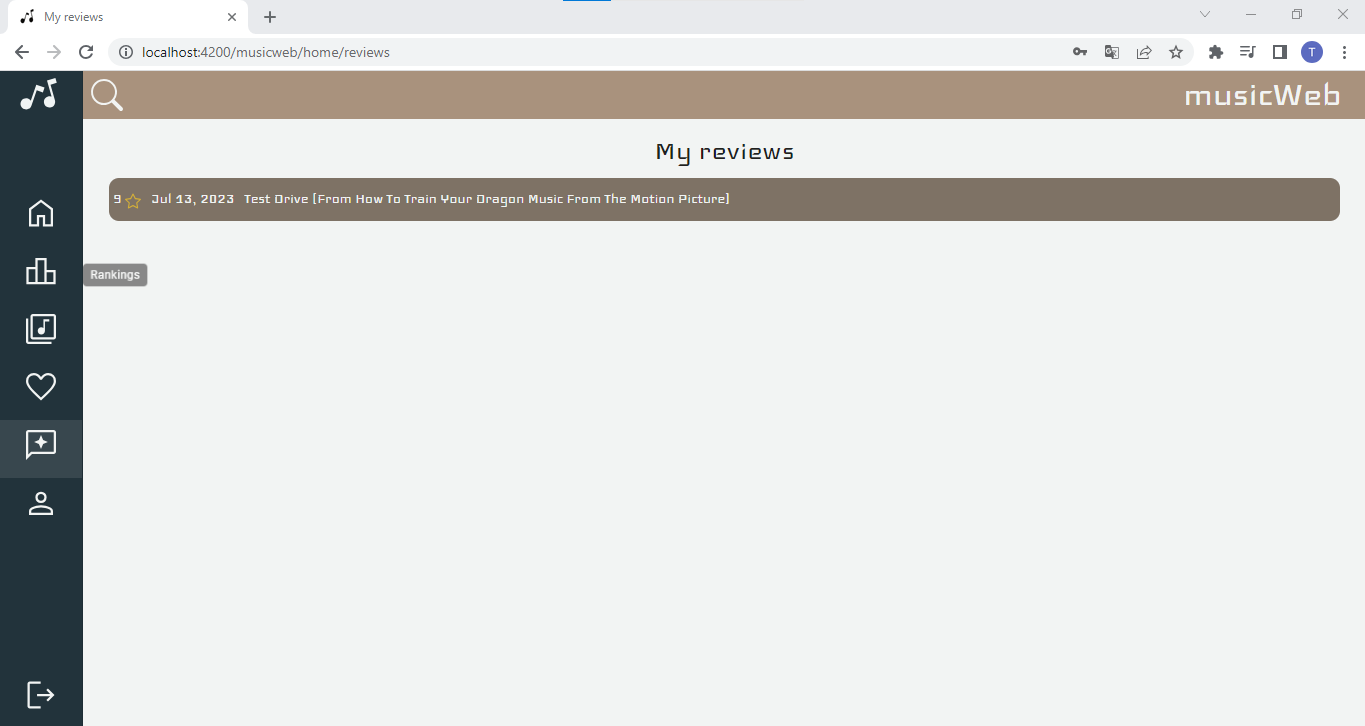 My reviews
localhost:4200/musicweb/home/reviews
T
musicWeb
My reviews
9 Jul 13, 2023 Test Drive [From How To Train Your Dragon Music From The Motion Picture]
Rankings